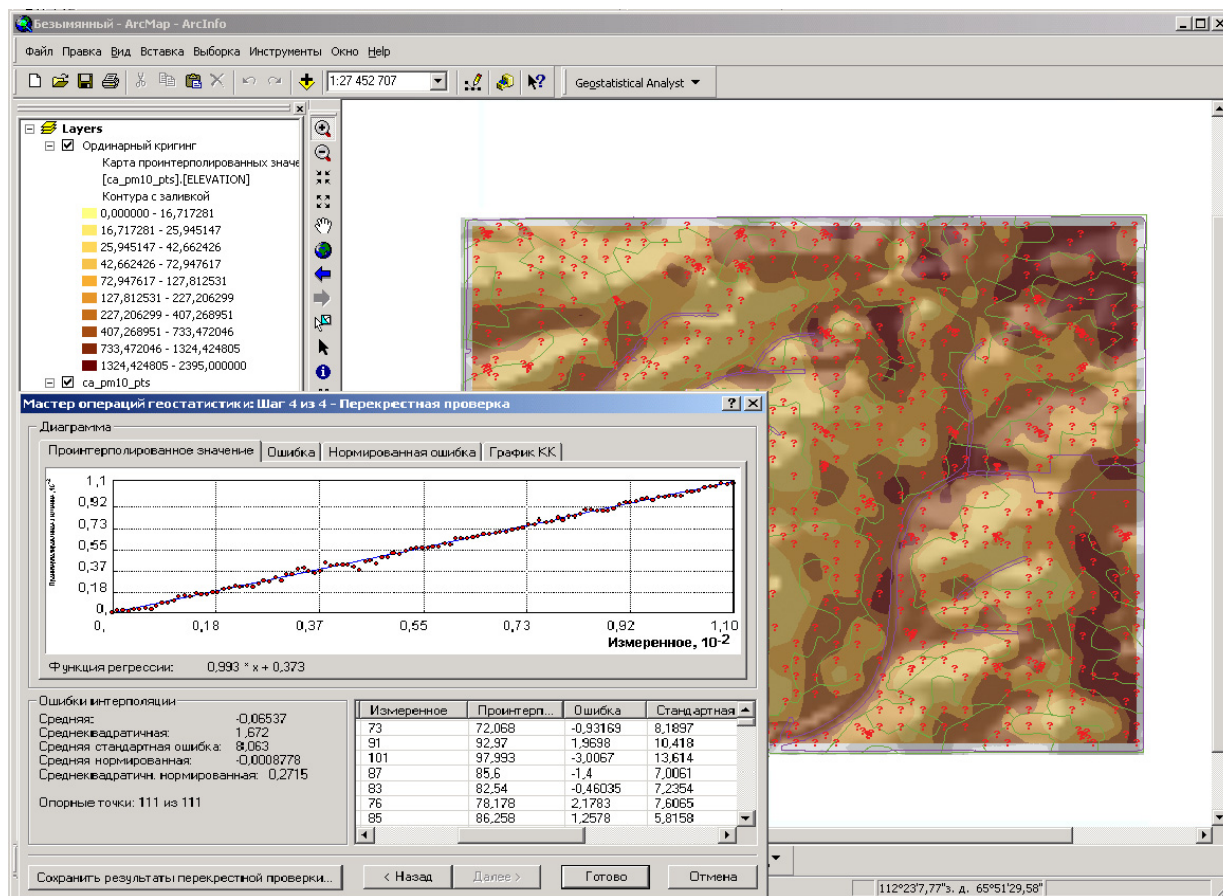 Безымянный - ArcMap - ArcInfo
Файл Правка Вид Вставка Выборка Инструменты Окно Help
1:27 452 707
Geostatistical Analyst
Layers
Ординарный кригинг
Карта проинтерполированных значе
[ca_pm10_pts].[ELEVATION]
Контура с заливкой
0,000000 - 16,717281
16,717281 - 25,945147
25,945147 - 42,662426
42,662426 - 72,947617
72,947617 - 127,812531
127,812531 - 227,206299
227,206299 - 407,268951
407,268951 - 733,472046
733,472046 - 1324,424805
1324,424805 - 2395,000000
ca_pm10_pts
Мастер операций геостатистики: Шаг 4 из 4 - Перекрестная проверка
Диаграмма
Проинтерполированное значение Ошибка Нормированная ошибка График КК
1,1
0,92
0,73
0,55
0,37
0,18
0,
0, 0,18 0,37 0,55 0,73 0,92 1,10
Измеренное, 10⁻²
Функция регрессии: 0,993 * x + 0,373
Ошибки интерполяции
Средняя: -0,06537
Среднеквадратичная: 1,672
Средняя стандартная ошибка: 8,063
Средняя нормированная: -0,0008778
Среднеквадратичн. нормированная: 0,2715
Опорные точки: 111 из 111
Измеренное Проинтерп... Ошибка Стандартная
73 72,068 -0,93169 8,1897
91 92,97 1,9698 10,418
101 97,993 -3,0067 13,614
87 85,6 -1,4 7,0061
83 82,54 -0,46035 7,2354
76 78,178 2,1783 7,6065
85 86,258 1,2578 5,8158
Сохранить результаты перекрестной проверки... < Назад Далее > Готово Отмена
112°23'7,77"з. д. 65°51'29,58"